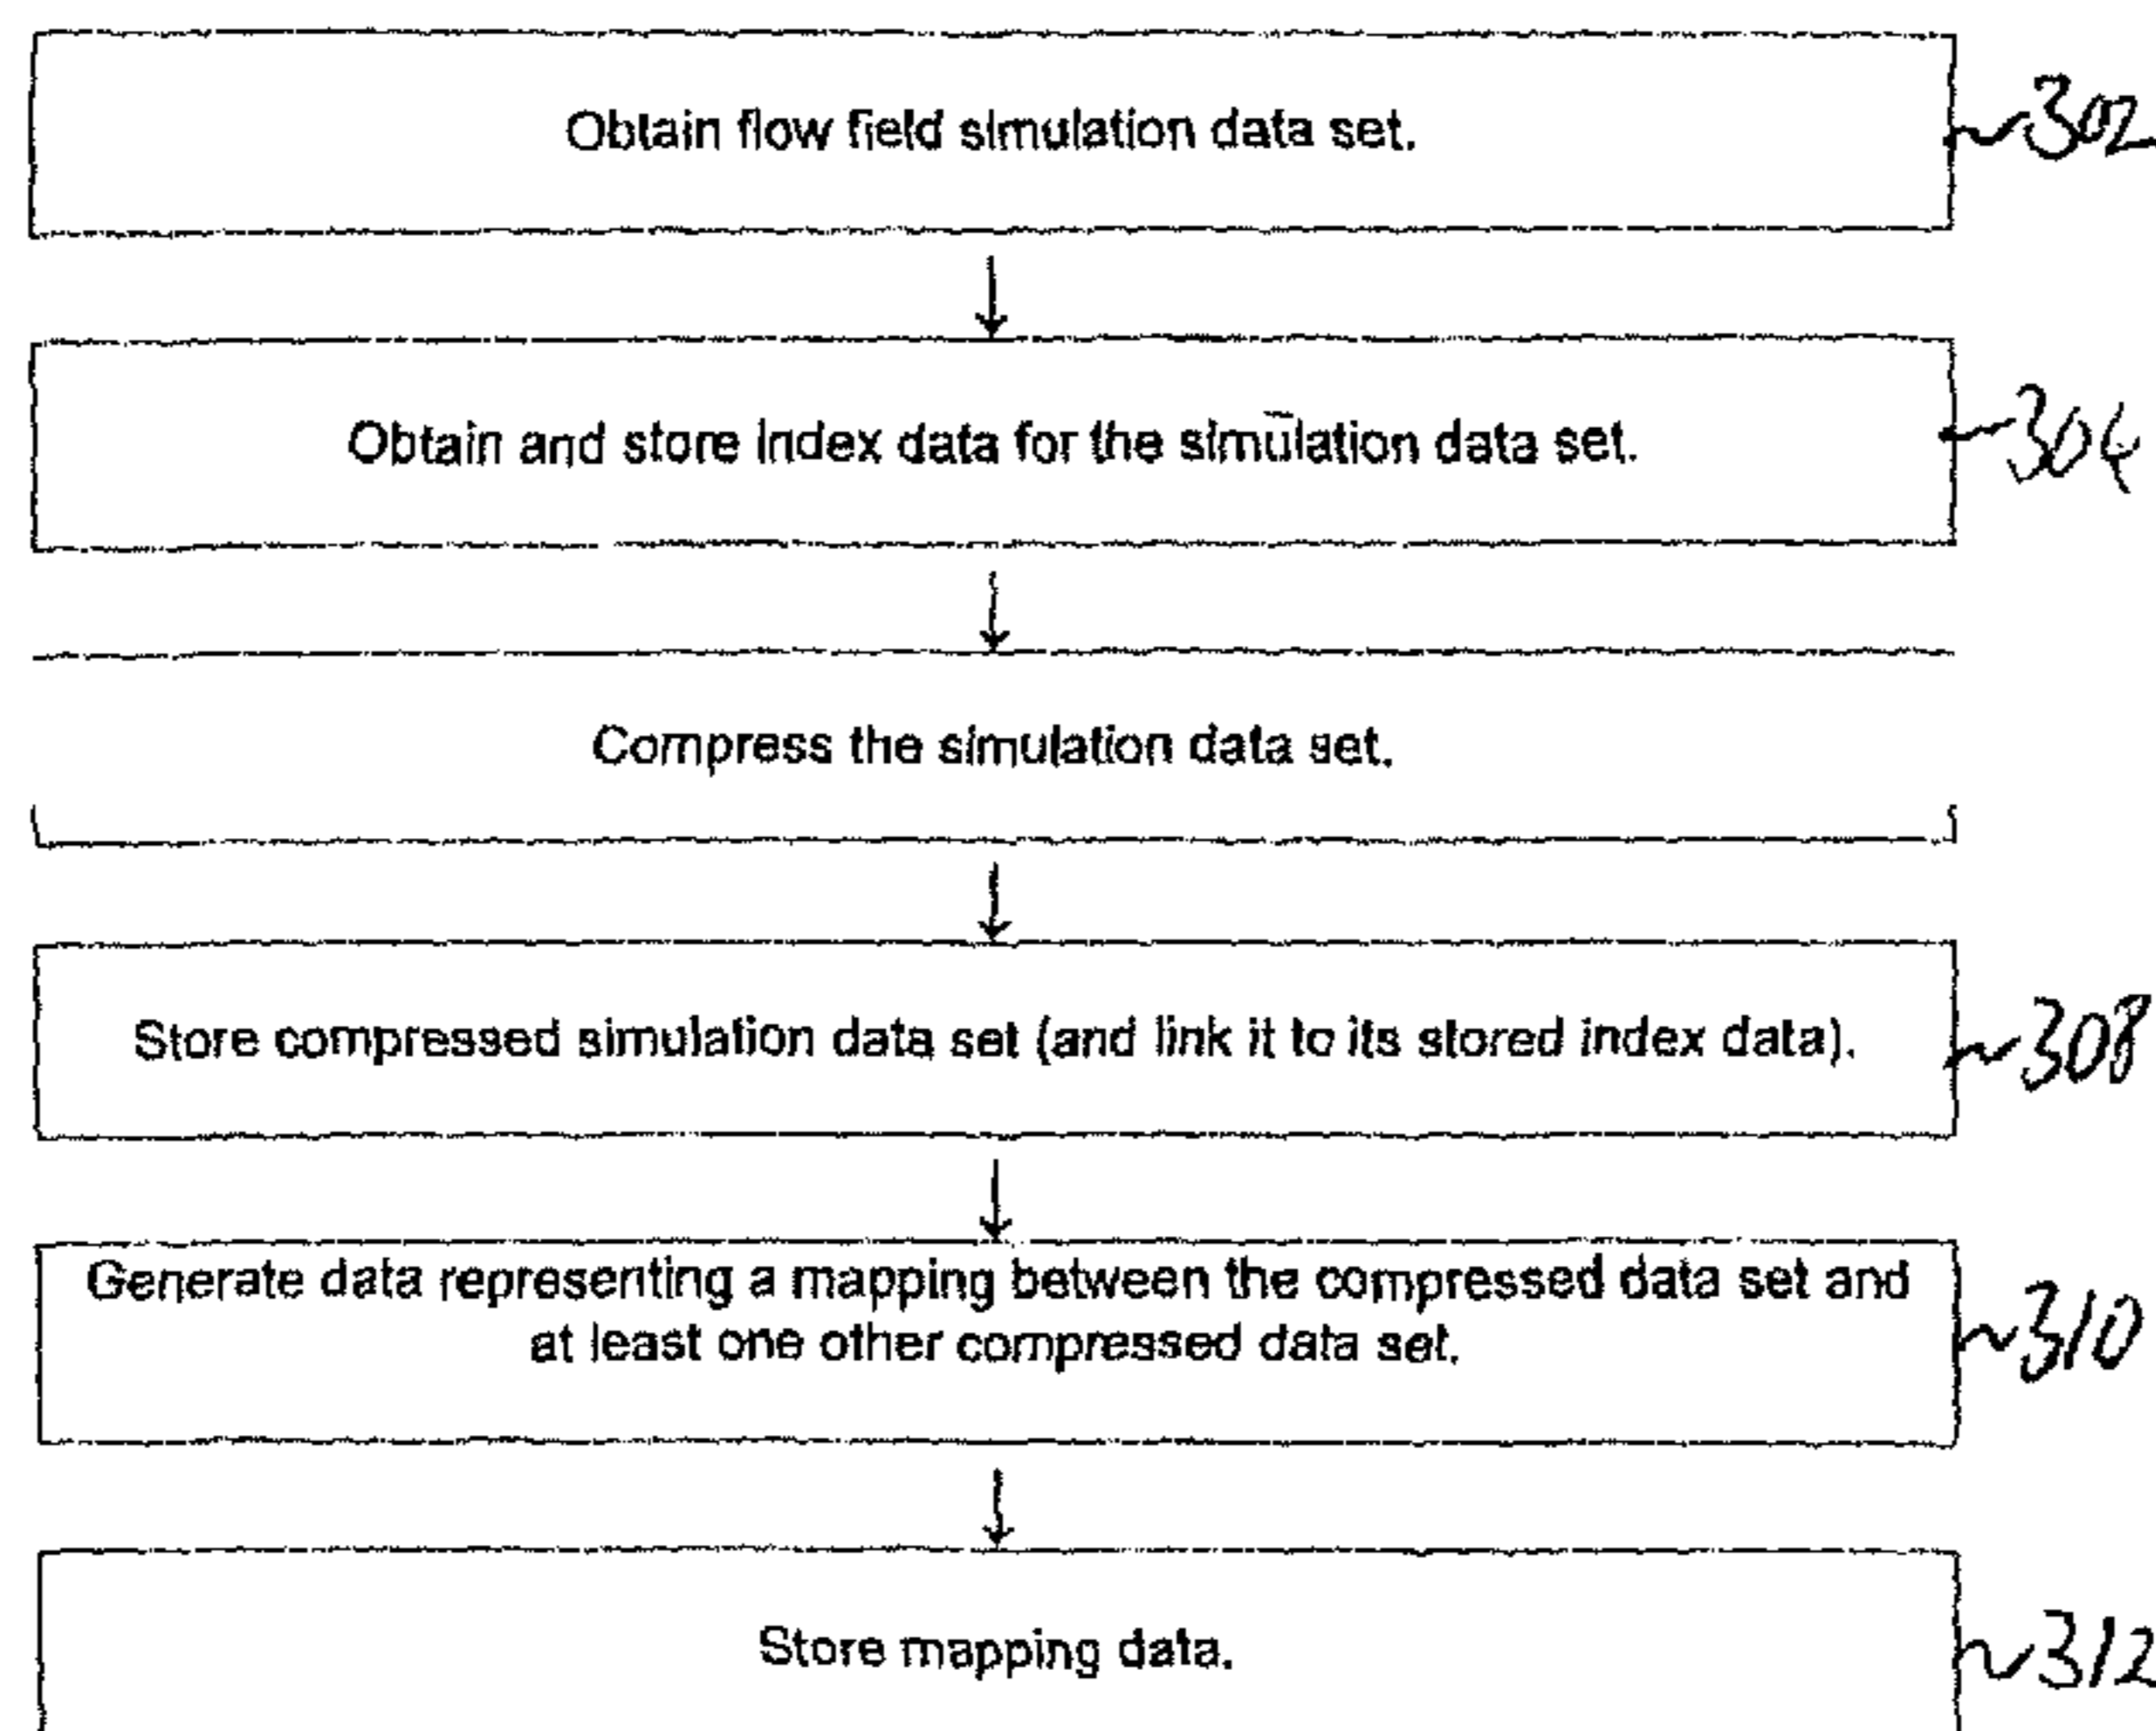 Obtain flow field simulation data set.
302
Obtain and store index data for the simulation data set.
304
Compress the simulation data set.
Store compressed simulation data set (and link it to its stored index data).
308
Generate data representing a mapping between the compressed data set and
at least one other compressed data set.
310
Store mapping data.
312